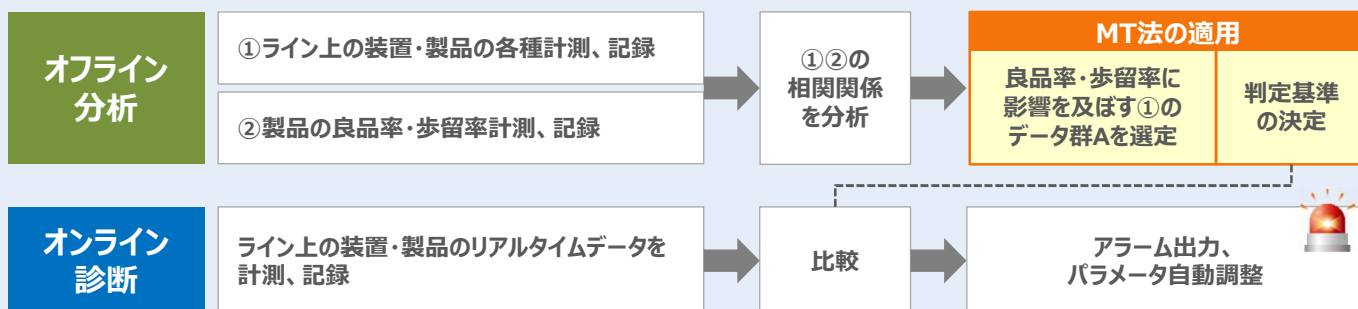 オフライン
分析
①ライン上の装置・製品の各種計測、記録
②製品の良品率・歩留率計測、記録
①②の
相関関係
を分析
MT法の適用
良品率・歩留率に
影響を及ぼす①の
データ群Aを選定
判定基準
の決定
オンライン
診断
ライン上の装置・製品のリアルタイムデータを
計測、記録
比較
アラーム出力、
パラメータ自動調整